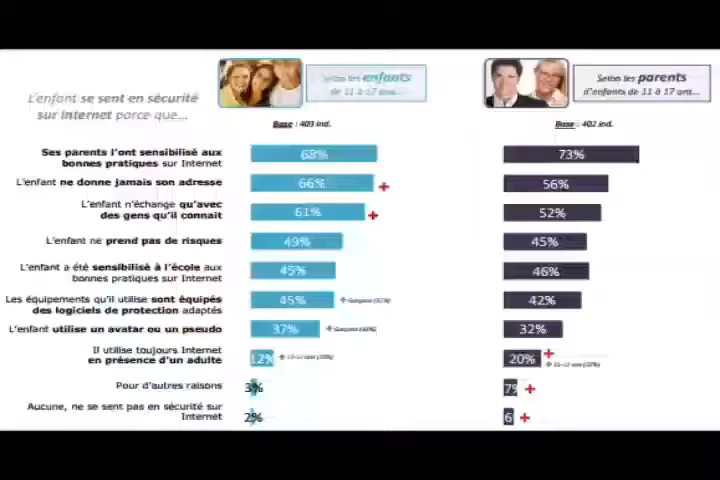 L'enfant se sent en sécurité
sur Internet parce que...
Selon les enfants
de 11 à 17 ans...
Selon les parents
d'enfants de 11 à 17 ans...
Base : 403 ind.
Base : 402 ind.
Ses parents l'ont sensibilisé aux
bonnes pratiques sur Internet
68%
73%
L'enfant ne donne jamais son adresse
66%
56%
L'enfant n'échange qu'avec
des gens qu'il connait
61%
52%
L'enfant ne prend pas de risques
49%
45%
L'enfant a été sensibilisé à l'école aux
bonnes pratiques sur Internet
45%
46%
Les équipements qu'il utilise sont équipés
des logiciels de protection adaptés
45%
42%
L'enfant utilise un avatar ou un pseudo
37%
32%
Il utilise toujours Internet
en présence d'un adulte
12%
20%
Pour d'autres raisons
3%
7%
Aucune, ne se sent pas en sécurité sur
Internet
2%
6